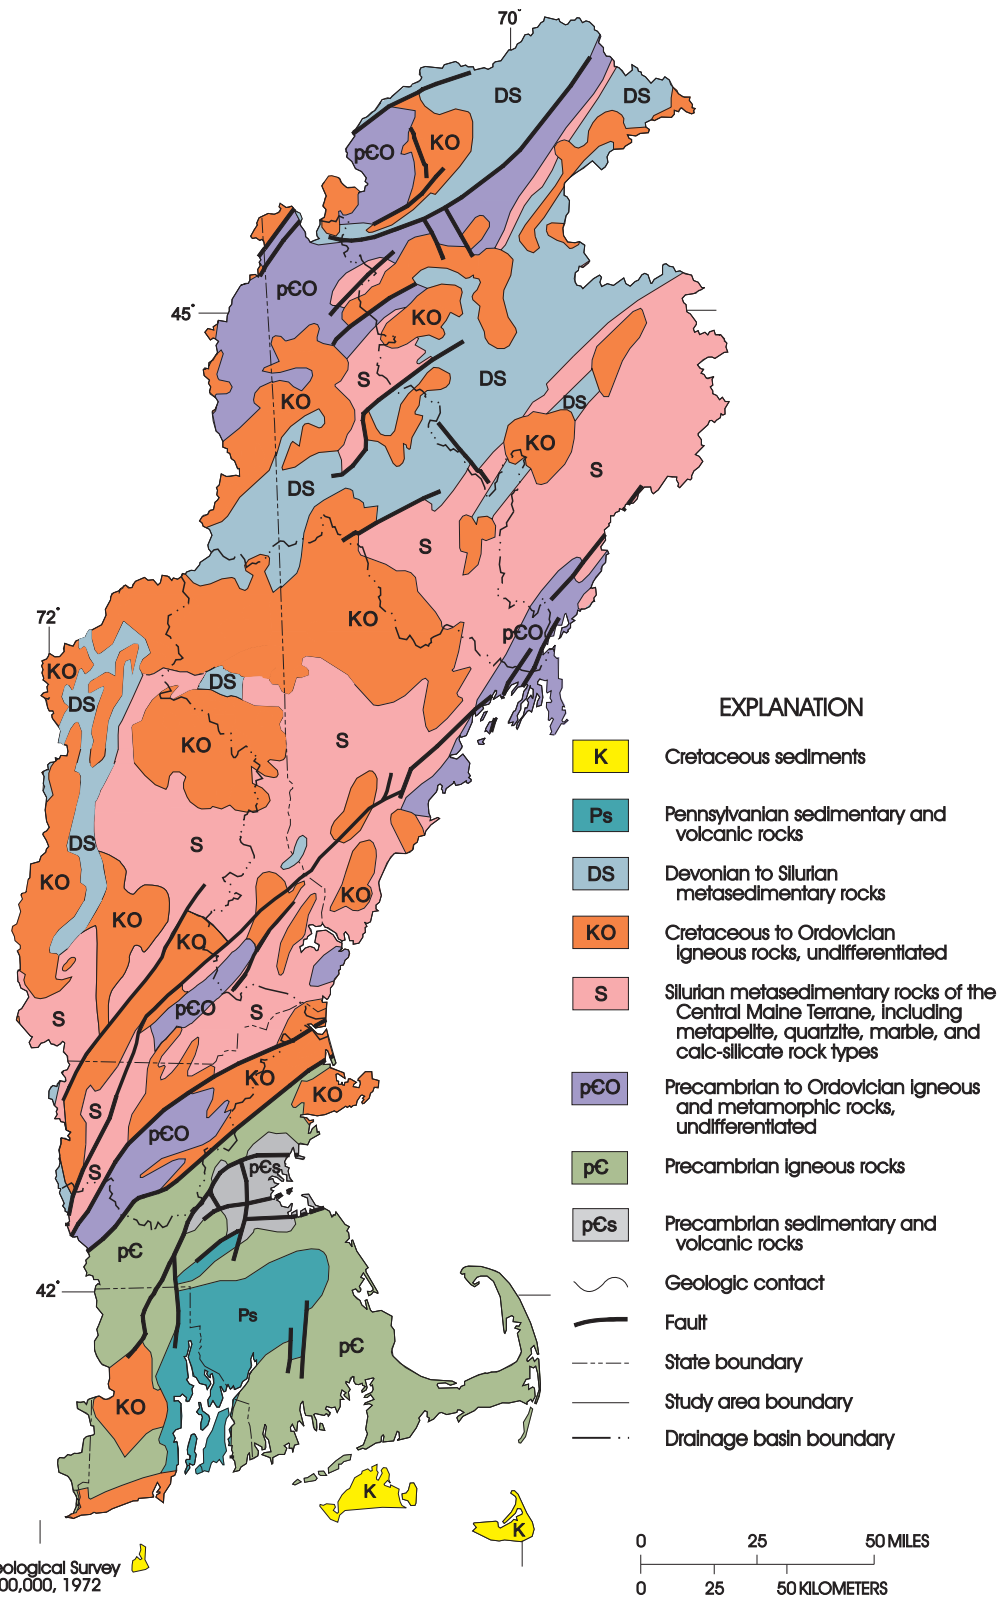 70°
DS
DS
KO
pЄO
pЄO
45°
KO
S
DS
KO
DS
KO
S
DS
S
KO
72°
pЄO
KO
DS
DS
KO
S
DS
S
KO
KO
KO
KO
pЄO
S
S
KO
KO
S
pЄO
pЄs
S
pЄ
42°
Ps
pЄ
KO
K
K
EXPLANATION
K Cretaceous sediments
Ps Pennsylvanian sedimentary and
volcanic rocks
DS Devonian to Silurian
metasedimentary rocks
KO Cretaceous to Ordovician
igneous rocks, undifferentiated
S Silurian metasedimentary rocks of the
Central Maine Terrane, including
metapelite, quartzite, marble, and
calc-silicate rock types
pЄO Precambrian to Ordovician igneous
and metamorphic rocks,
undifferentiated
pЄ Precambrian igneous rocks
pЄs Precambrian sedimentary and
volcanic rocks
Geologic contact
Fault
State boundary
Study area boundary
Drainage basin boundary
0 25 50 MILES
0 25 50 KILOMETERS
eological Survey
00,000, 1972